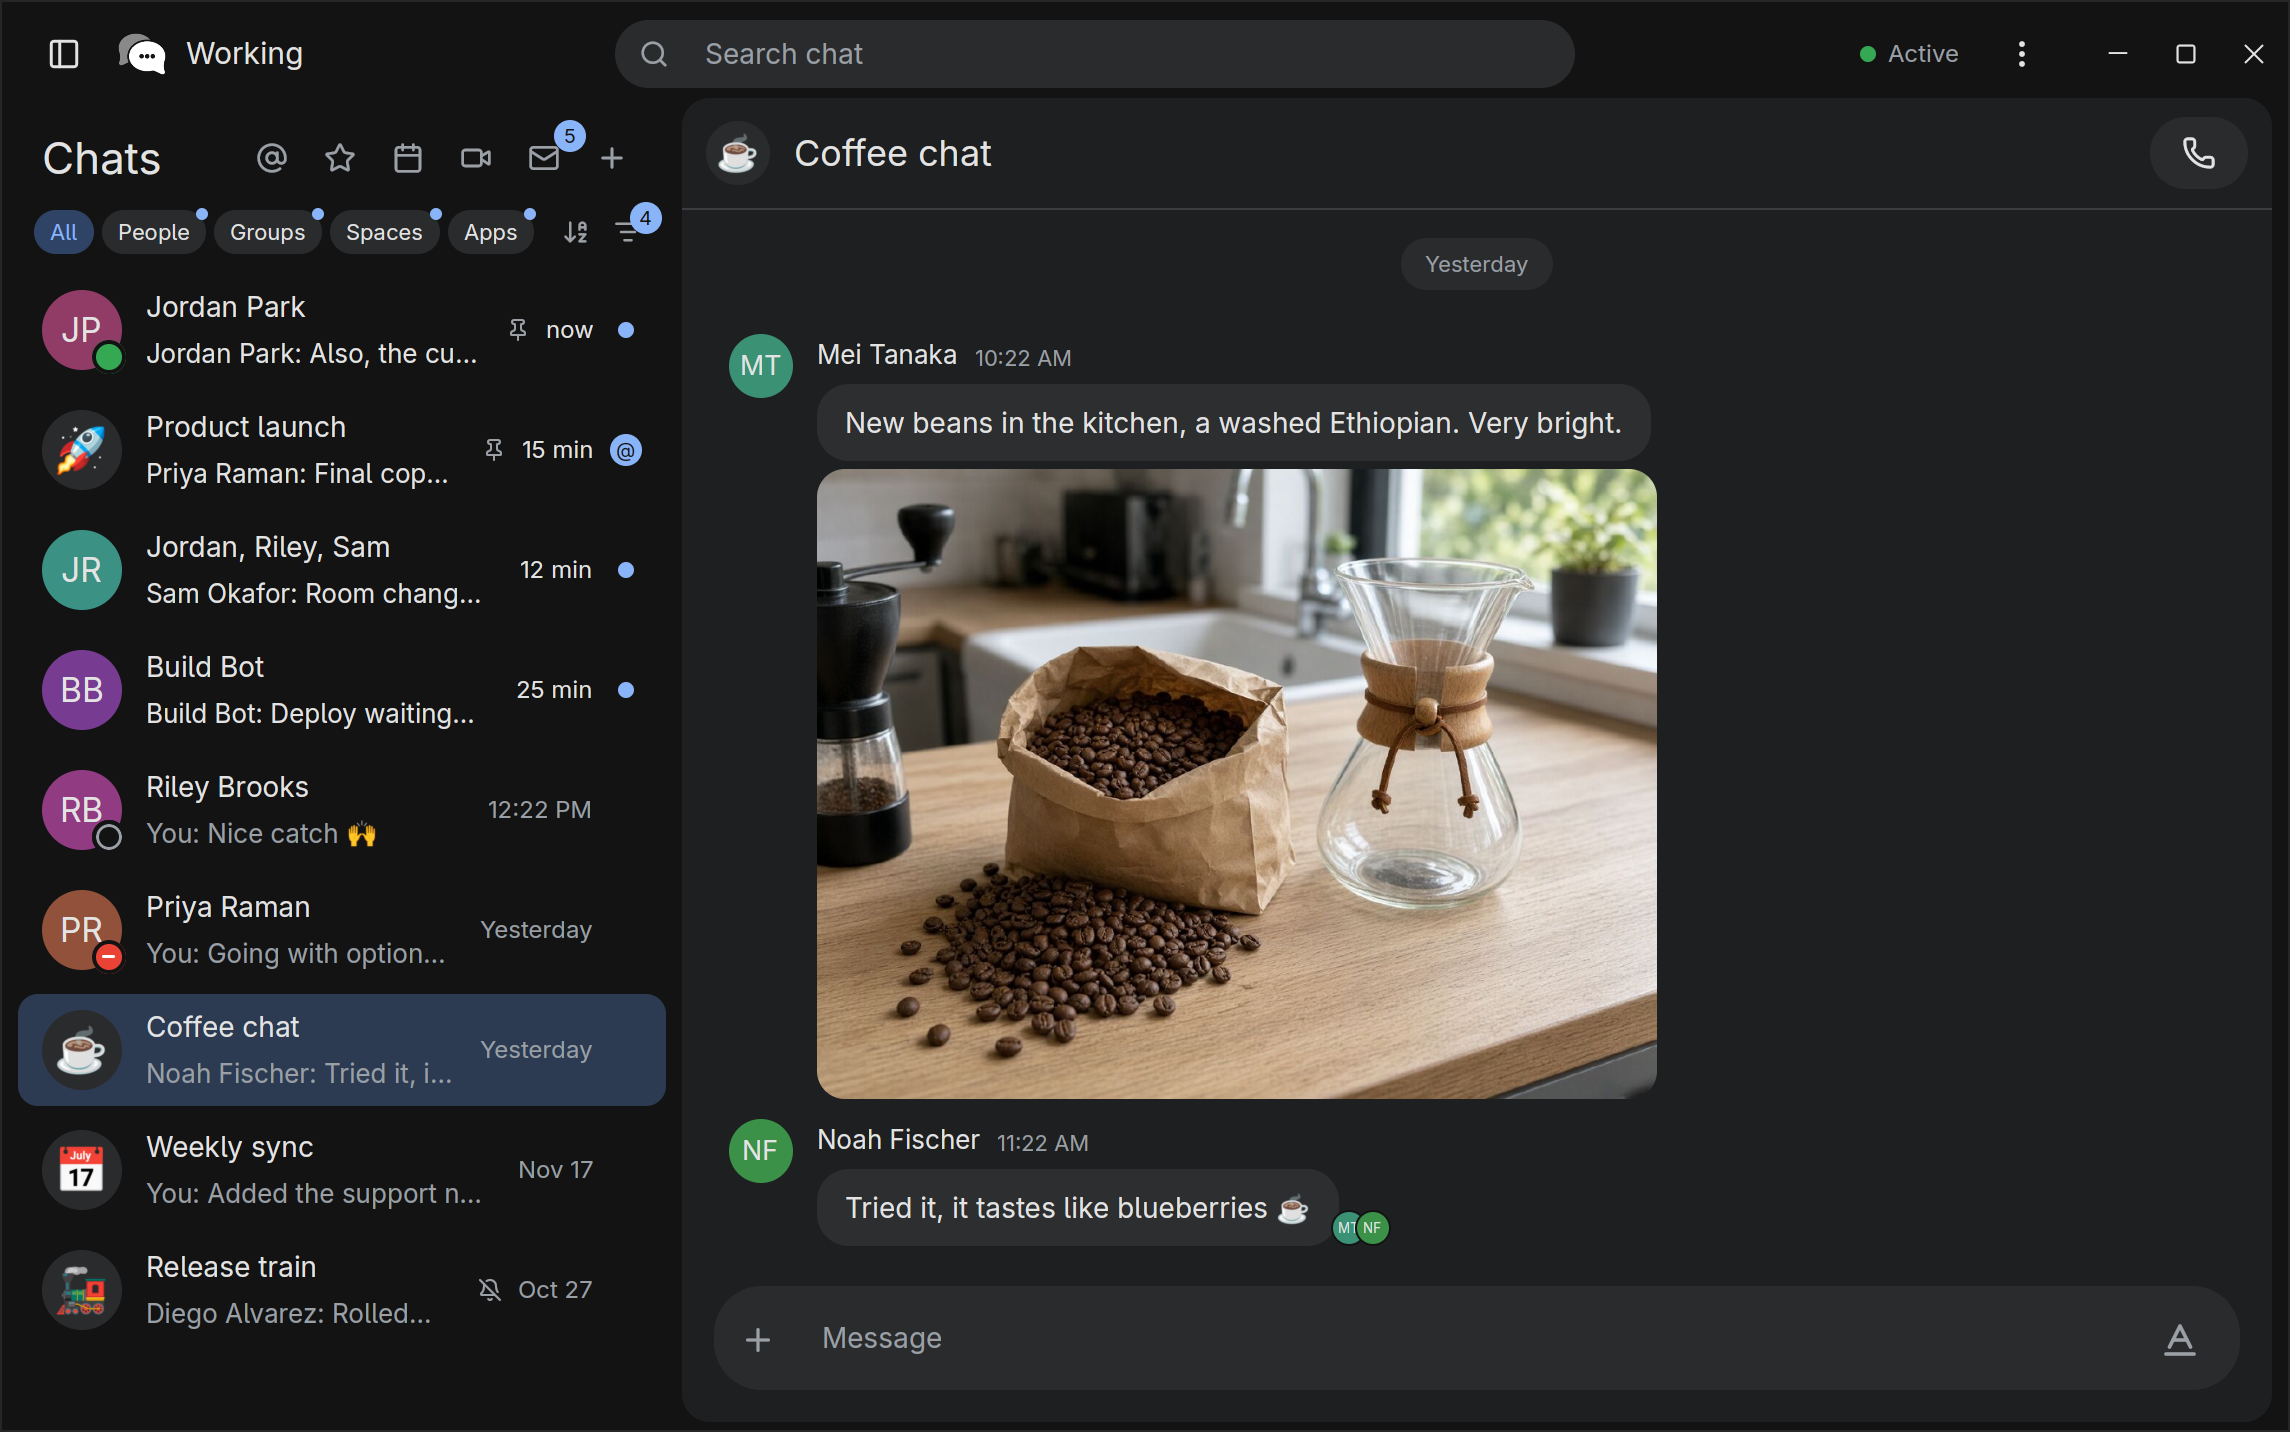 Working
Search chat
Active
Chats
5
All
People
Groups
Spaces
Apps
4
JP
Jordan Park
now
Jordan Park: Also, the cu...
Product launch
15 min
@
Priya Raman: Final cop...
JR
Jordan, Riley, Sam
12 min
Sam Okafor: Room chang...
BB
Build Bot
25 min
Build Bot: Deploy waiting...
RB
Riley Brooks
12:22 PM
You: Nice catch 🙌
PR
Priya Raman
Yesterday
You: Going with option...
Coffee chat
Yesterday
Noah Fischer: Tried it, i...
July
17
Weekly sync
Nov 17
You: Added the support n...
Release train
Oct 27
Diego Alvarez: Rolled...
Coffee chat
Yesterday
MT
Mei Tanaka 10:22 AM
New beans in the kitchen, a washed Ethiopian. Very bright.
NF
Noah Fischer 11:22 AM
Tried it, it tastes like blueberries ☕
MT NF
Message